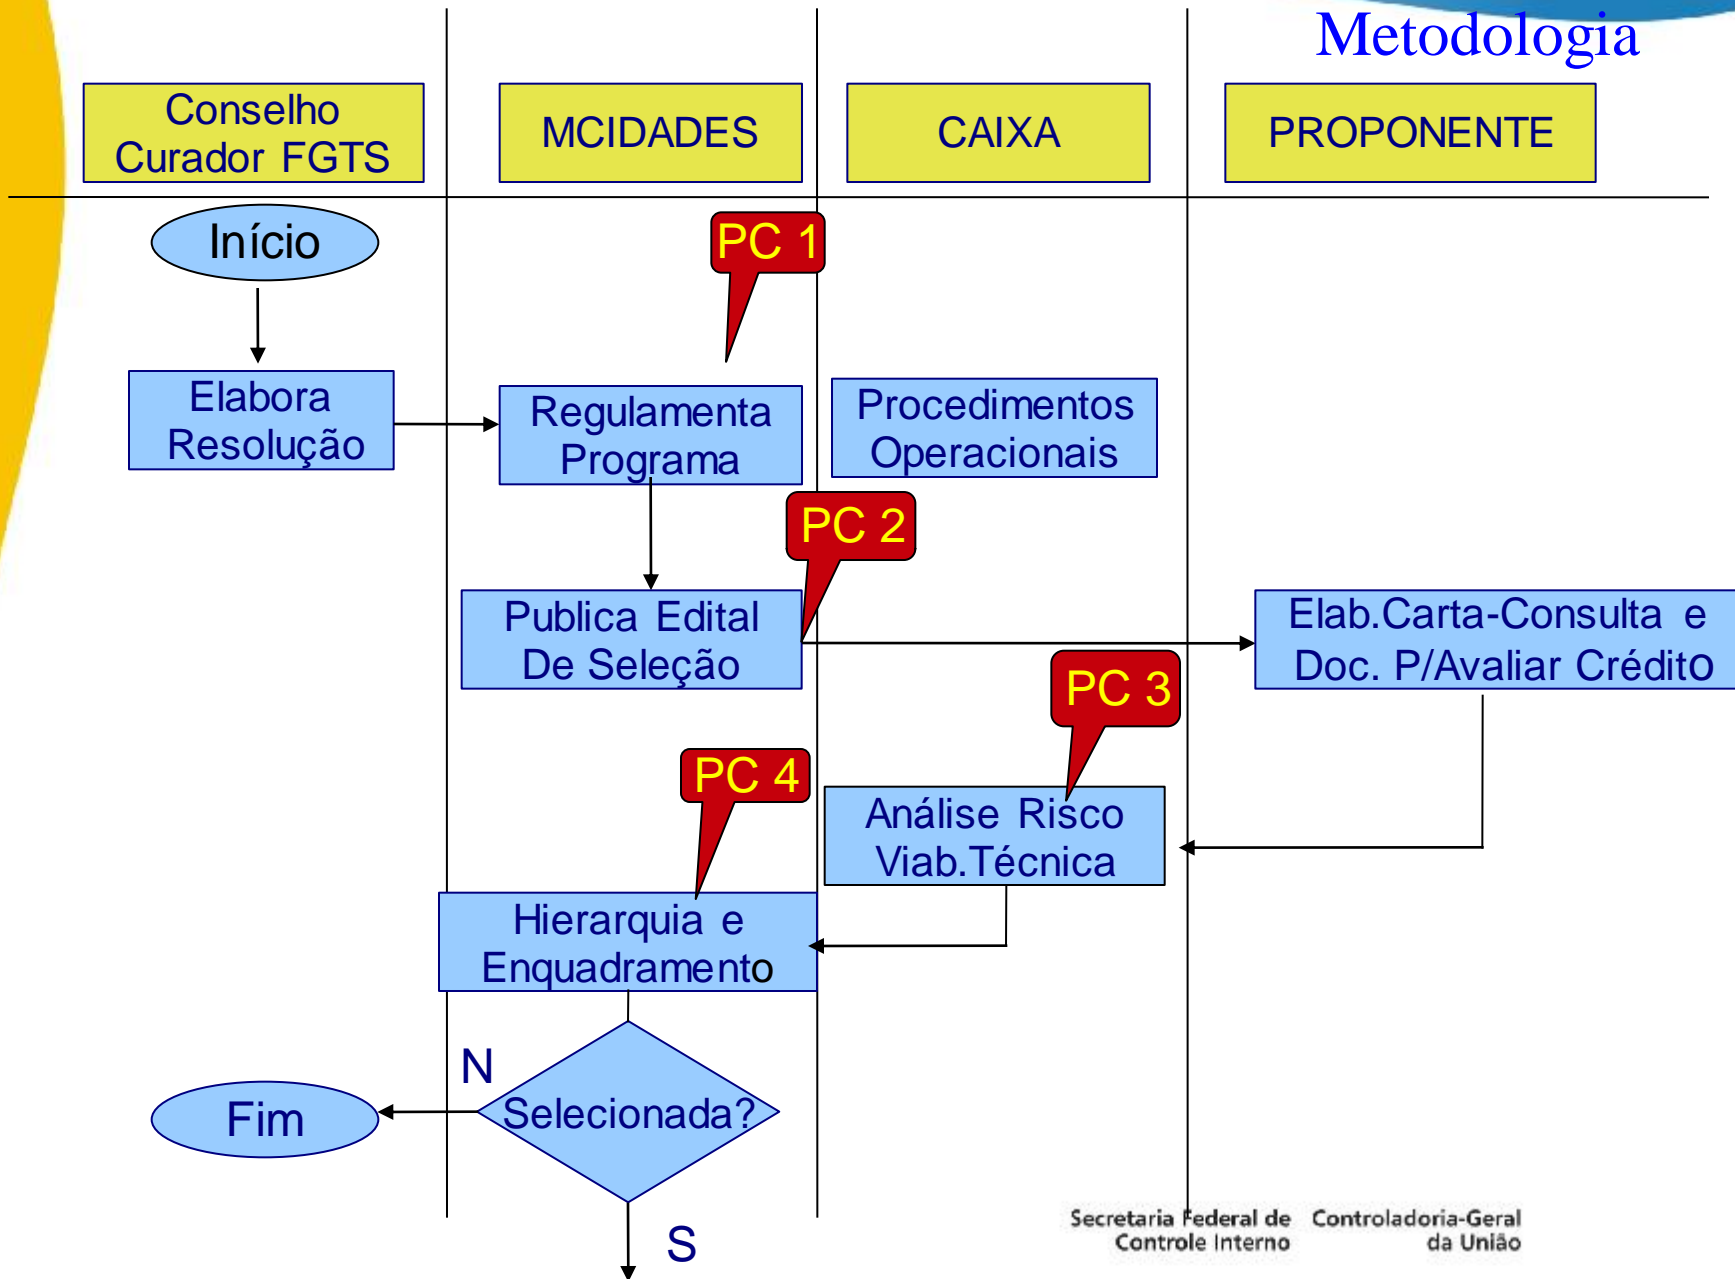 Metodologia
Conselho
Curador FGTS
MCIDADES
CAIXA
PROPONENTE
Início
PC 1
Elabora
Resolução
Regulamenta
Programa
Procedimentos
Operacionais
PC 2
Publica Edital
De Seleção
Elab.Carta-Consulta e
Doc. P/Avaliar Crédito
PC 3
PC 4
Análise Risco
Viab.Técnica
Hierarquia e
Enquadramento
N
Selecionada?
Fim
S
Secretaria Federal de
Controle Interno
Controladoria-Geral
da União